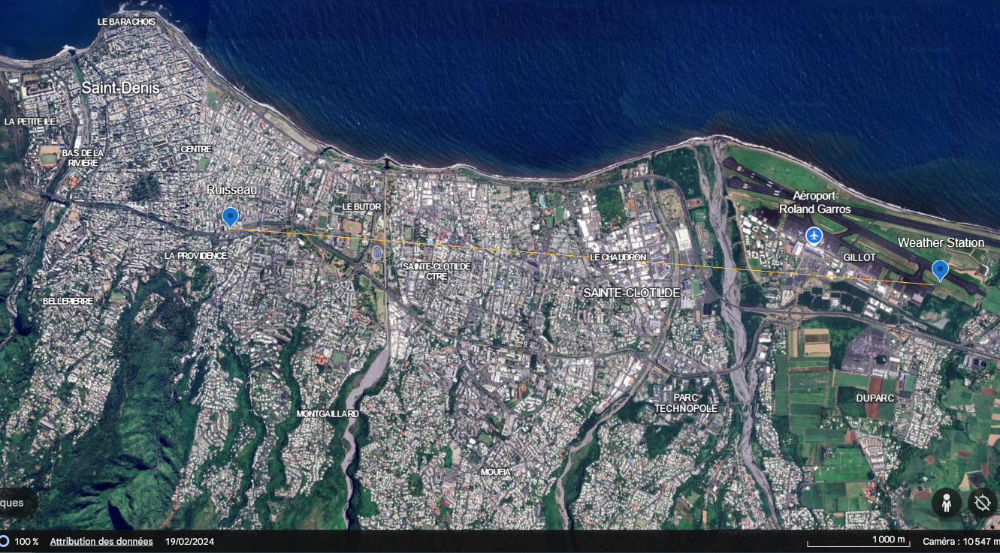 LE BARACHOIS
Saint-Denis
LA PETITE ILE
CENTRE
BAS DE LA
RIVIERE
Ruisseau
LE BUTOR
Aéroport
Roland Garros
Weather Station
LA PROVIDENCE
SAINTE-CLOTILDE
CTRE
LE CHAUDRON
GILLOT
SAINTE-CLOTILDE
BELLEPIERRE
PARC
TECHNOPOLE
DUPARC
MONTGAILLARD
MOUFIA
ques
100 % Attribution des données 19/02/2024 1 000 m Caméra : 10 547 m